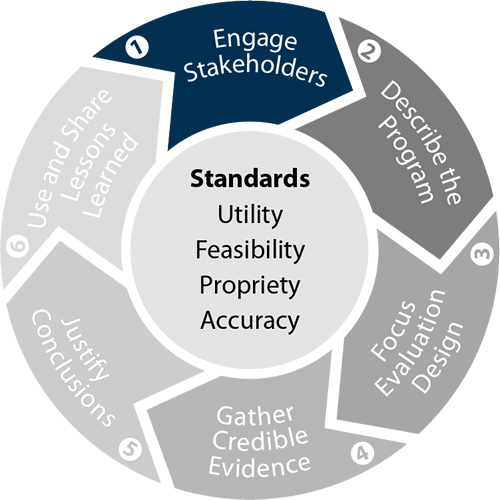 1
Engage
Stakeholders
2
Describe the
Program
3
Focus
Evaluation
Design
4
Gather
Credible
Evidence
5
Justify
Conclusions
6
Use and Share
Lessons
Learned
Standards
Utility
Feasibility
Propriety
Accuracy